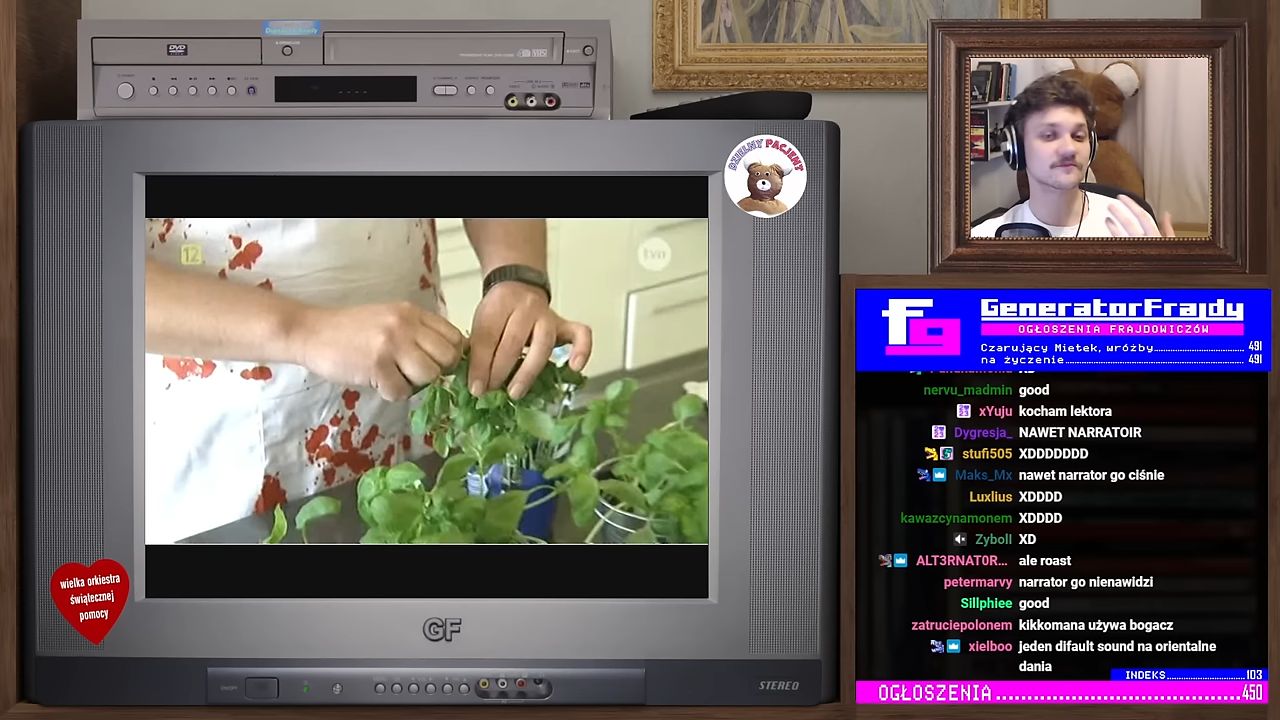 DVD
VHS
DZIELNY PACJENT
12
tvn
wielka orkiestra
świątecznej
pomocy
GF
STEREO
fg
GeneratorFrajdy
OGŁOSZENIA FRAJDOWICZÓW
Czarujący Mietek, wróżby 491
na życzenie 491
nervu_madmin good
xYuju kocham lektora
Dygresja_ NAWET NARRATOIR
stufi505 XDDDDDDD
Maks_Mx nawet narrator go ciśnie
Luxlius XDDDD
kawazcynamonem XDDDD
Zyboll XD
ALT3RNAT0R... ale roast
petermarvy narrator go nienawidzi
Sillphiee good
zatruciepolonem kikkomana używa bogacz
xielboo jeden difault sound na orientalne
dania
INDEKS 103
OGŁOSZENIA 450